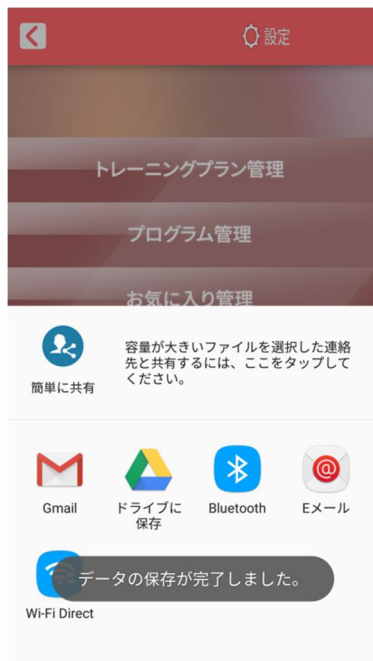 設定
トレーニングプラン管理
プログラム管理
お気に入り管理
簡単に共有
容量が大きいファイルを選択した連絡
先と共有するには、ここをタップして
ください。
Gmail
ドライブに
保存
Bluetooth
Eメール
データの保存が完了しました。
Wi-Fi Direct